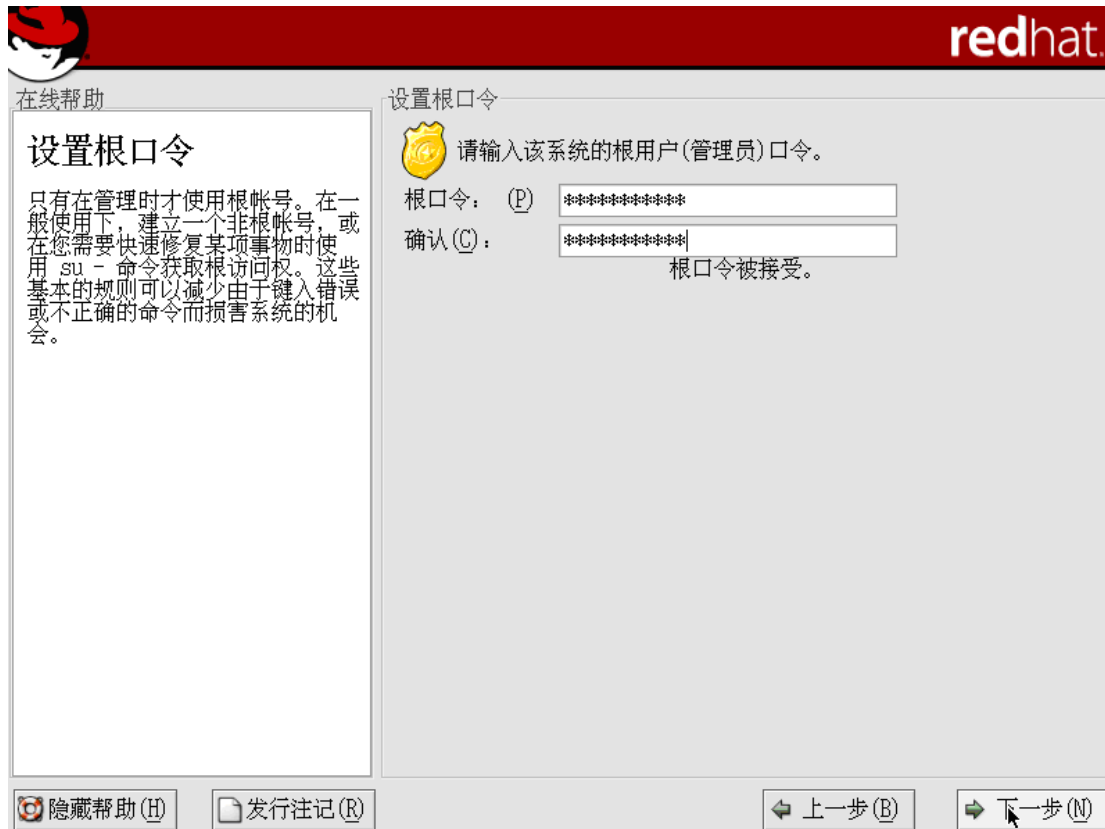 redhat.
在线帮助
设置根口令
只有在管理时才使用根帐号。在一
般使用下，建立一个非根帐号，或
在您需要快速修复某项事物时使
用 su - 命令获取根访问权。这些
基本的规则可以减少由于键入错误
或不正确的命令而损害系统的机
会。
设置根口令
请输入该系统的根用户(管理员)口令。
根口令： (P) ***********
确认(C)： ***********
根口令被接受。
隐藏帮助(H)
发行注记(R)
上一步(B)
下一步(N)